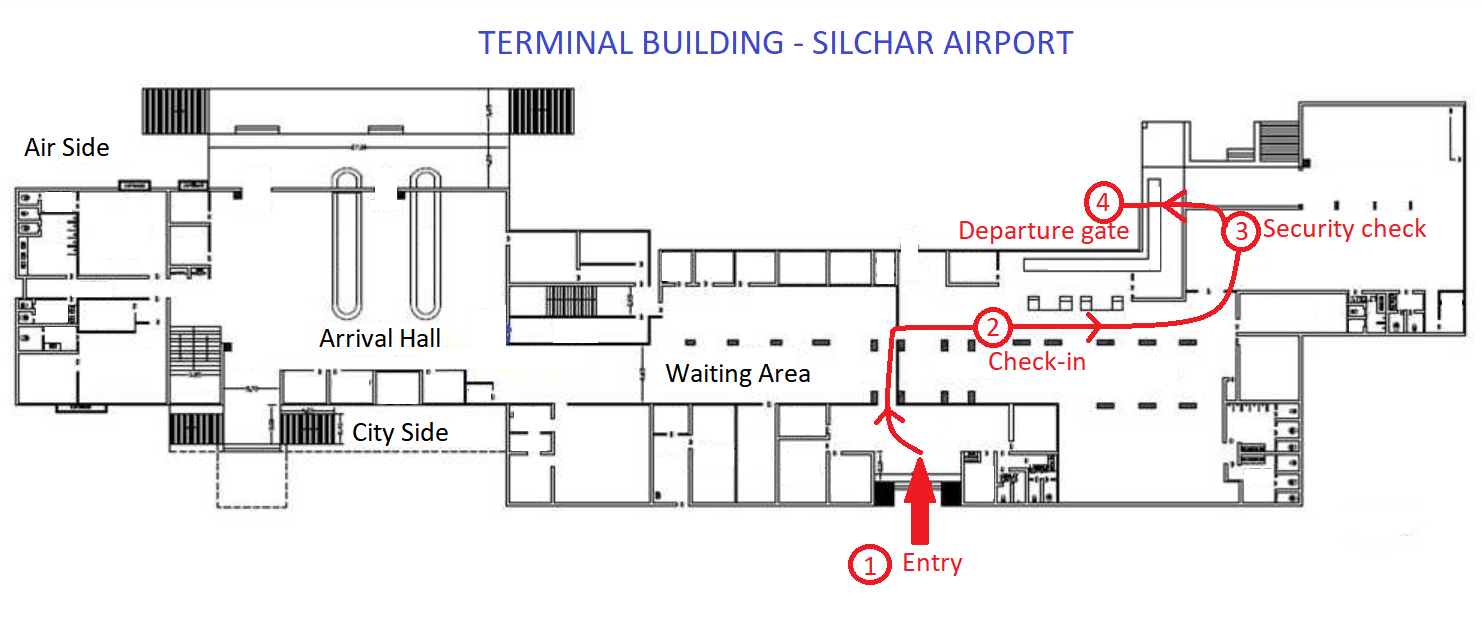 TERMINAL BUILDING - SILCHAR AIRPORT
Air Side
4
Departure gate
3
Security check
2
Check-in
Arrival Hall
Waiting Area
City Side
1
Entry